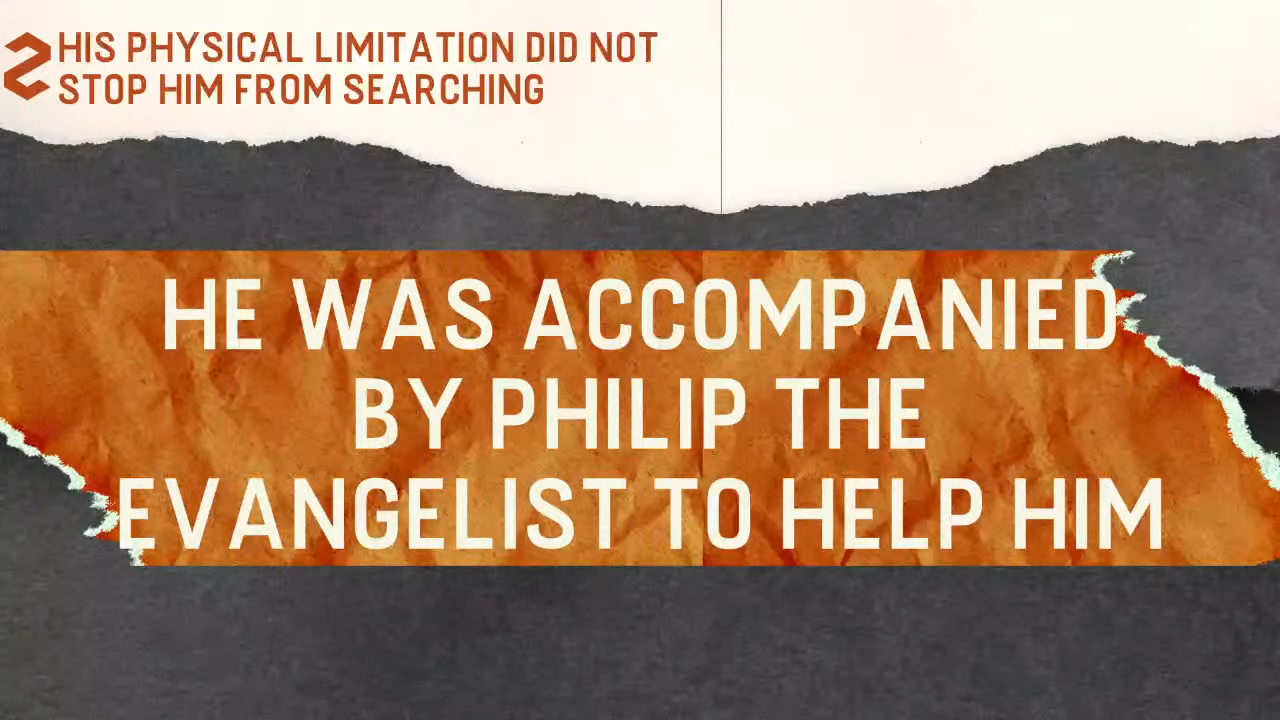 2 HIS PHYSICAL LIMITATION DID NOT
STOP HIM FROM SEARCHING
HE WAS ACCOMPANIED
BY PHILIP THE
EVANGELIST TO HELP HIM